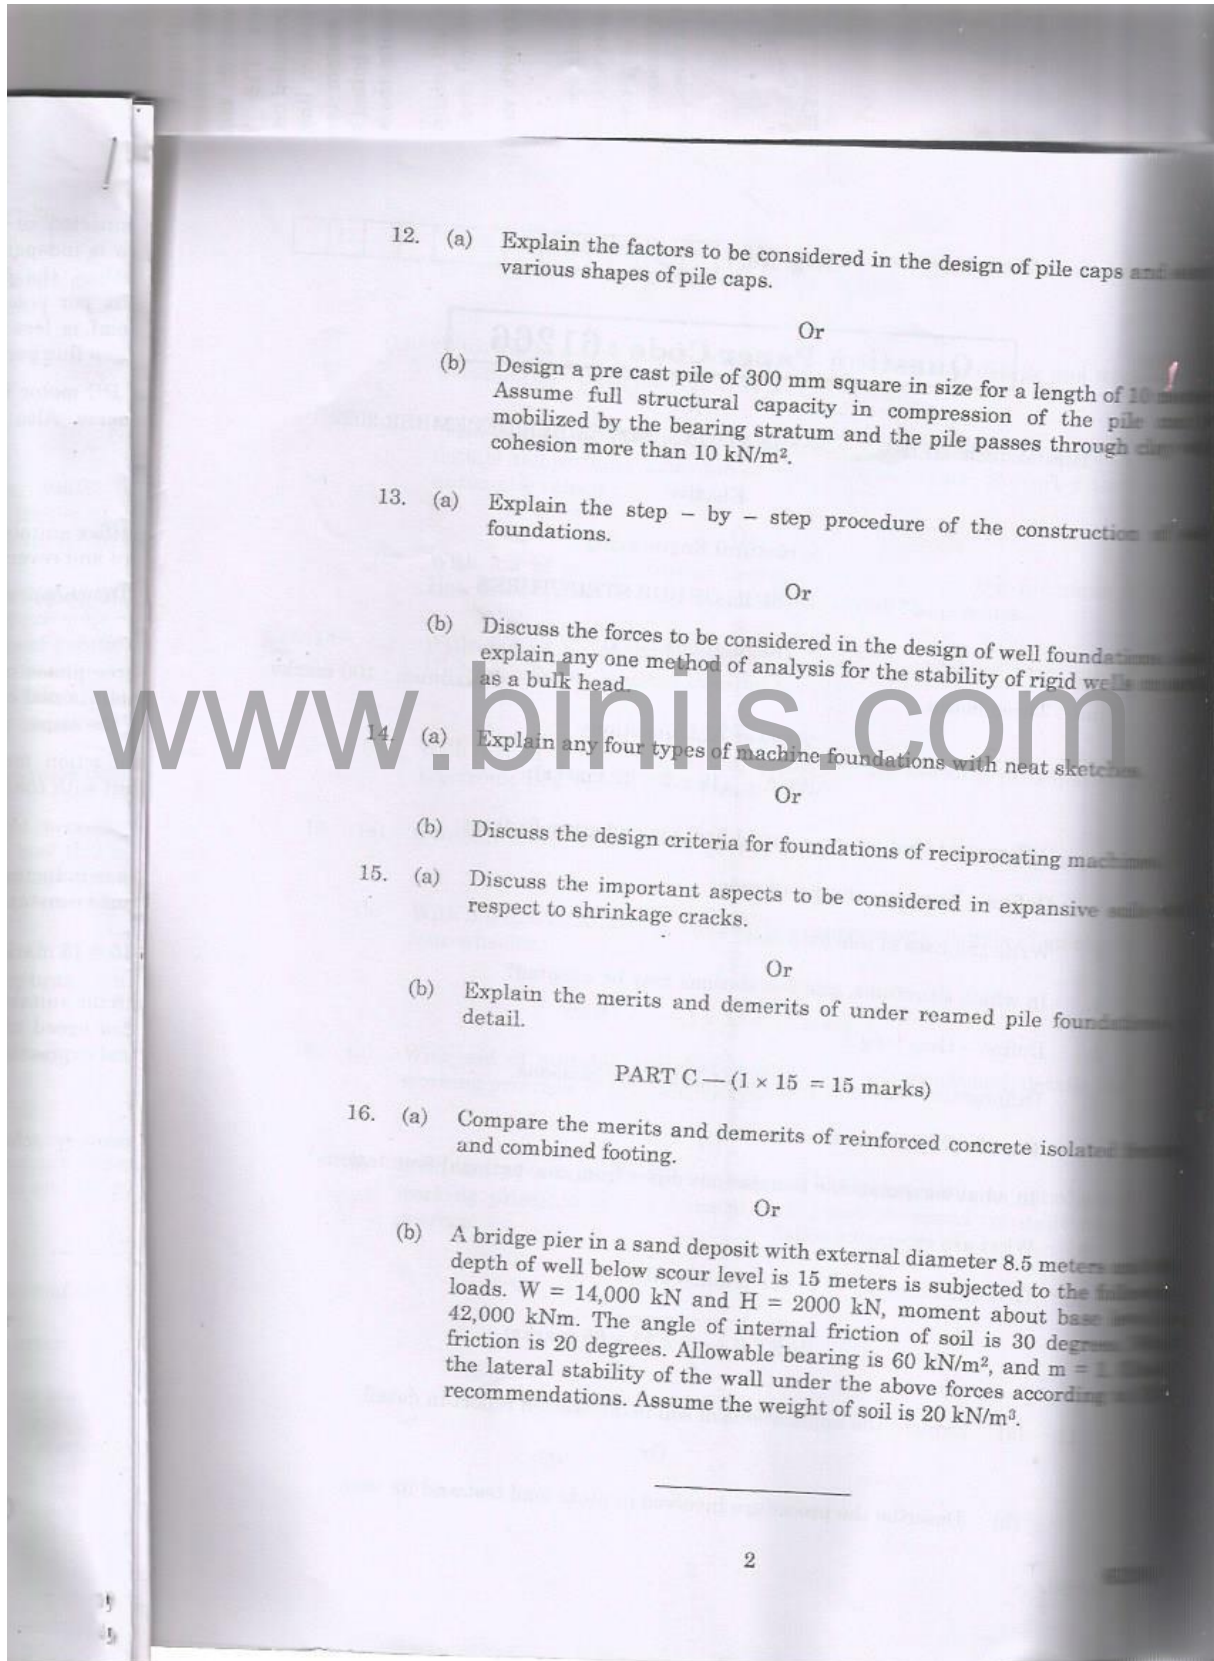 12. (a) Explain the factors to be considered in the design of pile caps and
various shapes of pile caps.
Or
(b) Design a pre cast pile of 300 mm square in size for a length of 10
Assume full structural capacity in compression of the pile
mobilized by the bearing stratum and the pile passes through
cohesion more than 10 kN/m².
13. (a) Explain the step – by – step procedure of the construction
foundations.
Or
(b) Discuss the forces to be considered in the design of well foundations
explain any one method of analysis for the stability of rigid wells
as a bulk head.
www.binils.com
14. (a) Explain any four types of machine foundations with neat sketches.
Or
(b) Discuss the design criteria for foundations of reciprocating machines.
15. (a) Discuss the important aspects to be considered in expansive soils
respect to shrinkage cracks.
Or
(b) Explain the merits and demerits of under reamed pile foundations
detail.
PART C — (1 × 15 = 15 marks)
16. (a) Compare the merits and demerits of reinforced concrete isolated
and combined footing.
Or
(b) A bridge pier in a sand deposit with external diameter 8.5 meters
depth of well below scour level is 15 meters is subjected to the
loads. W = 14,000 kN and H = 2000 kN, moment about base
42,000 kNm. The angle of internal friction of soil is 30 degrees.
friction is 20 degrees. Allowable bearing is 60 kN/m², and m =
the lateral stability of the wall under the above forces according
recommendations. Assume the weight of soil is 20 kN/m³.
2